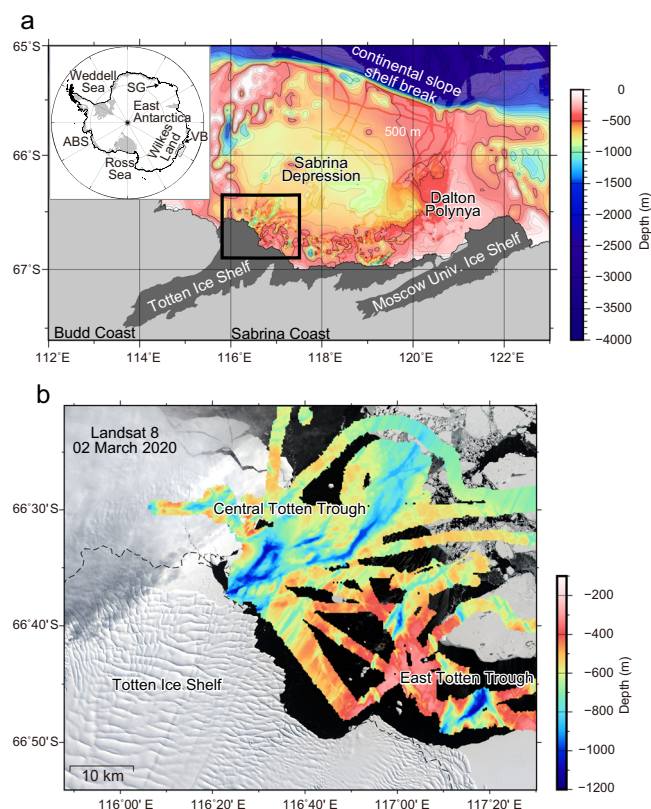 a
65°S
66°S
67°S
Weddell
Sea
SG
East
Antarctica
ABS
Ross
Sea
Wilkes
Land
VB
continental slope
shelf break
500 m
Sabrina
Depression
Dalton
Polynya
Totten Ice Shelf
Moscow Univ. Ice Shelf
Budd Coast
Sabrina Coast
112°E
114°E
116°E
118°E
120°E
122°E
0
−500
−1000
−1500
−2000
−2500
−3000
−3500
−4000
Depth (m)
b
Landsat 8
02 March 2020
66°30'S
66°40'S
66°50'S
Central Totten Trough
East Totten Trough
Totten Ice Shelf
10 km
116°00'E
116°20'E
116°40'E
117°00'E
117°20'E
−200
−400
−600
−800
−1000
−1200
Depth (m)